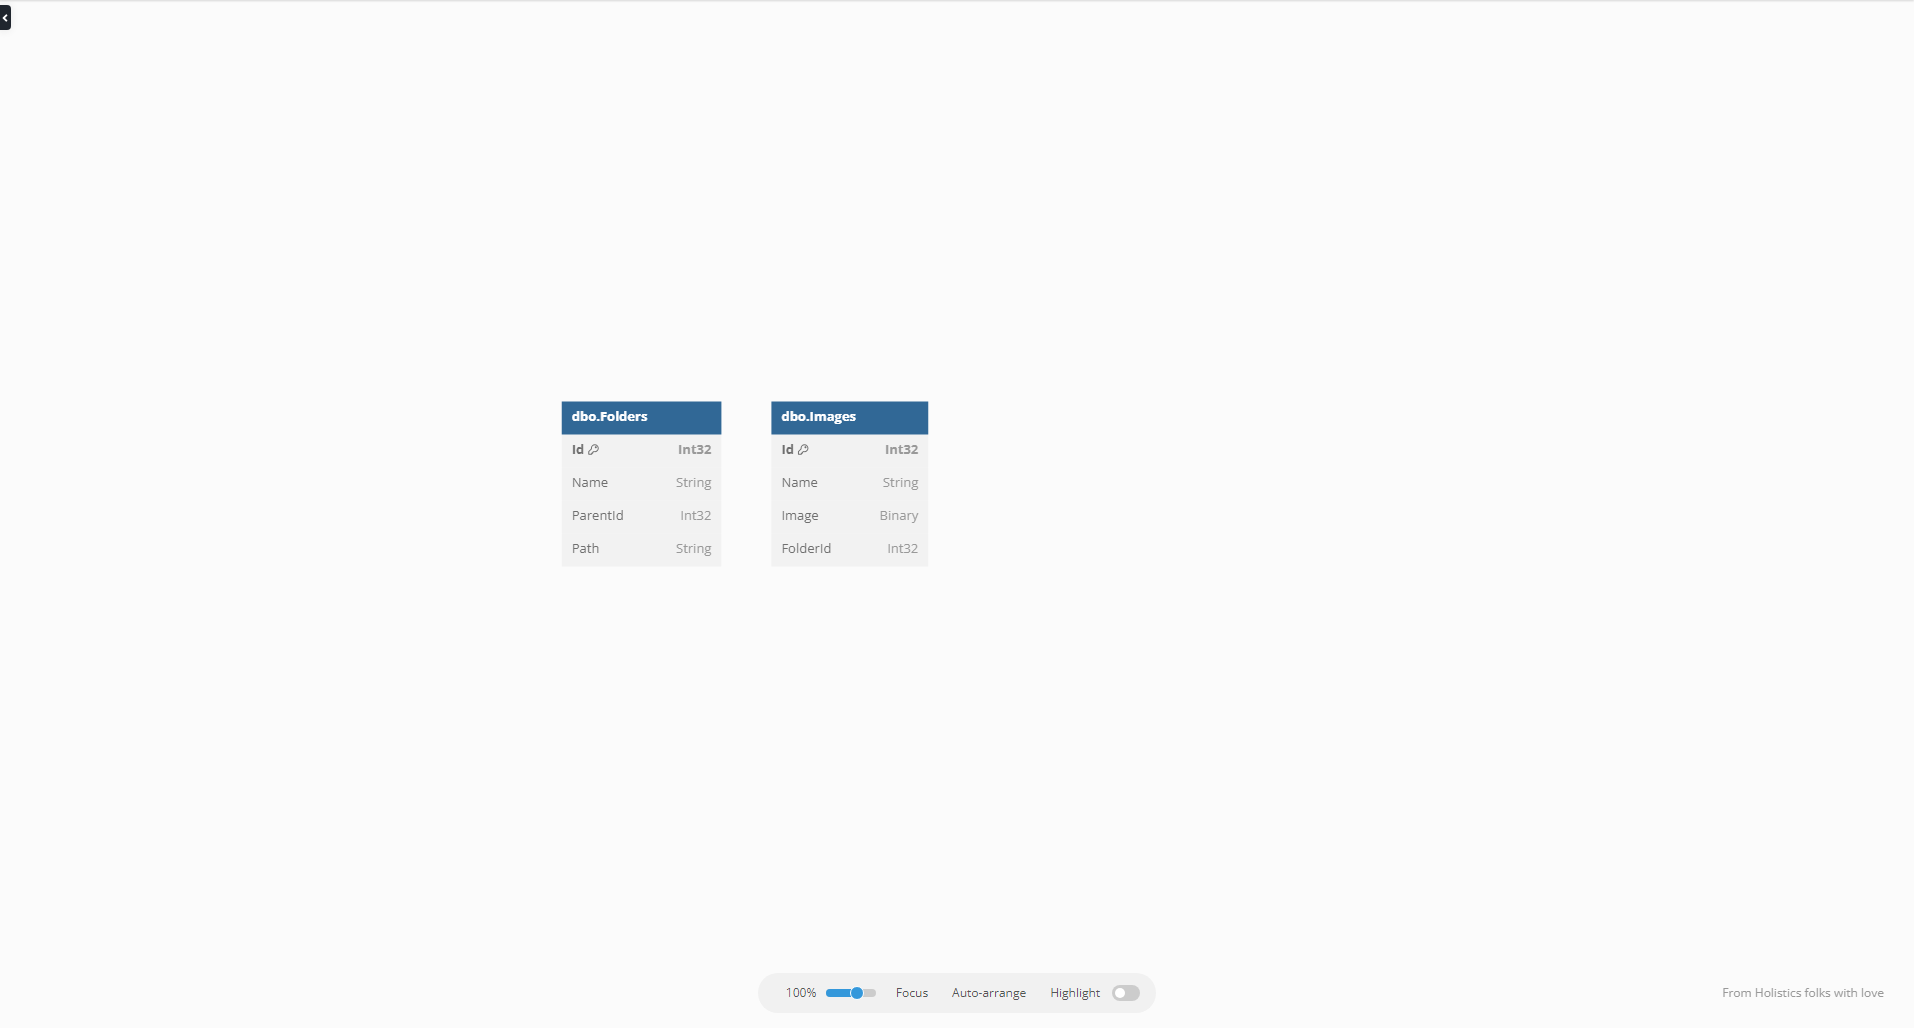 dbo.Folders
Id Int32
Name String
ParentId Int32
Path String
dbo.Images
Id Int32
Name String
Image Binary
FolderId Int32
100% Focus Auto-arrange Highlight
From Holistics folks with love